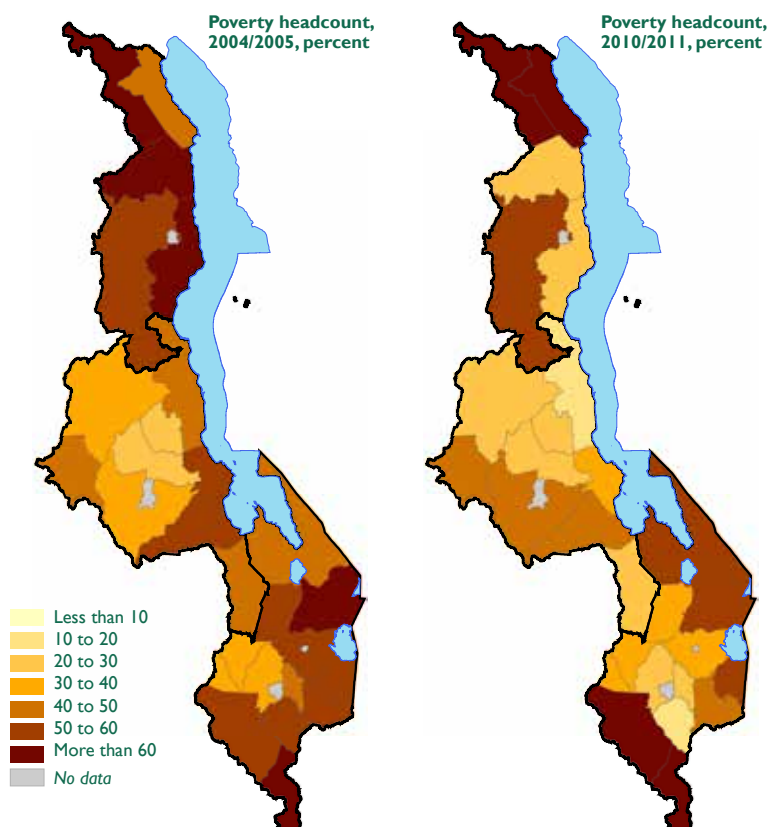 Poverty headcount,
2004/2005, percent
Poverty headcount,
2010/2011, percent
Less than 10
10 to 20
20 to 30
30 to 40
40 to 50
50 to 60
More than 60
No data